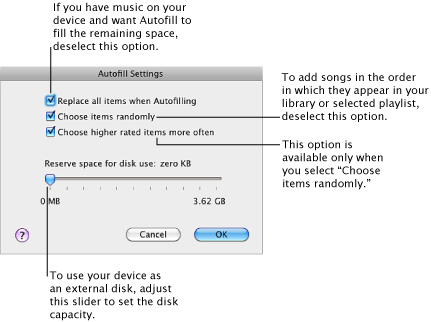 If you have music on your
device and want Autofill to
fill the remaining space,
deselect this option.
Autofill Settings
Replace all items when Autofilling
Choose items randomly
Choose higher rated items more often
To add songs in the order
in which they appear in your
library or selected playlist,
deselect this option.
This option is
available only when
you select “Choose
items randomly.”
Reserve space for disk use: zero KB
0 MB
3.62 GB
?
Cancel
OK
To use your device as
an external disk, adjust
this slider to set the disk
capacity.